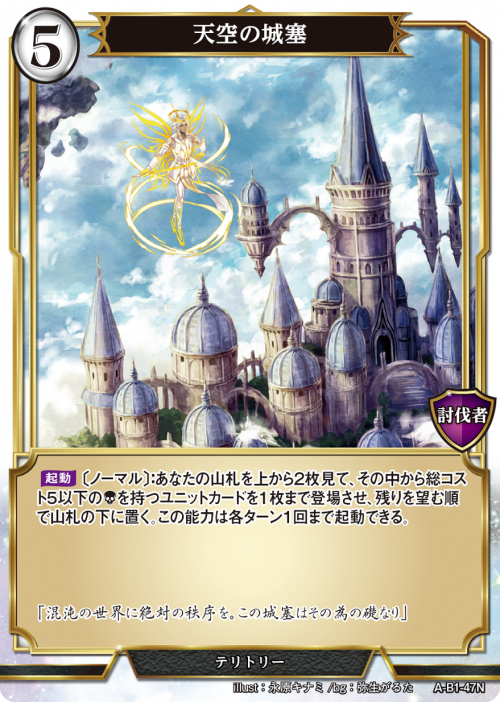 5
天空の城塞
討伐者
起動 〔ノーマル〕:あなたの山札を上から2枚見て、その中から総コス
ト5以下の💀を持つユニットカードを1枚まで登場させ、残りを望む順
で山札の下に置く。この能力は各ターン1回まで起動できる。
「混沌の世界に絶対の秩序を。この城塞はその為の礎なり」
テリトリー
illust：永原キナミ /bg：弥生がるた A-B1-47N